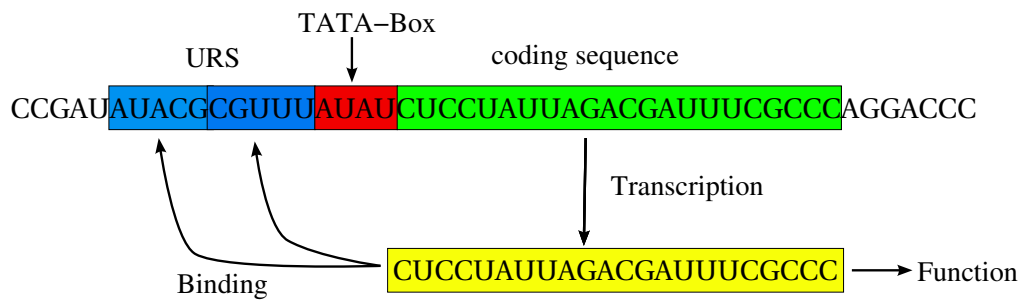 TATA–Box
URS
coding sequence
CCGAUAUACGCGUUUAUAUCUCCUAUUAGACGAUUUCGCCCAGGACCC
Transcription
CUCCUAUUAGACGAUUUCGCCC
Function
Binding